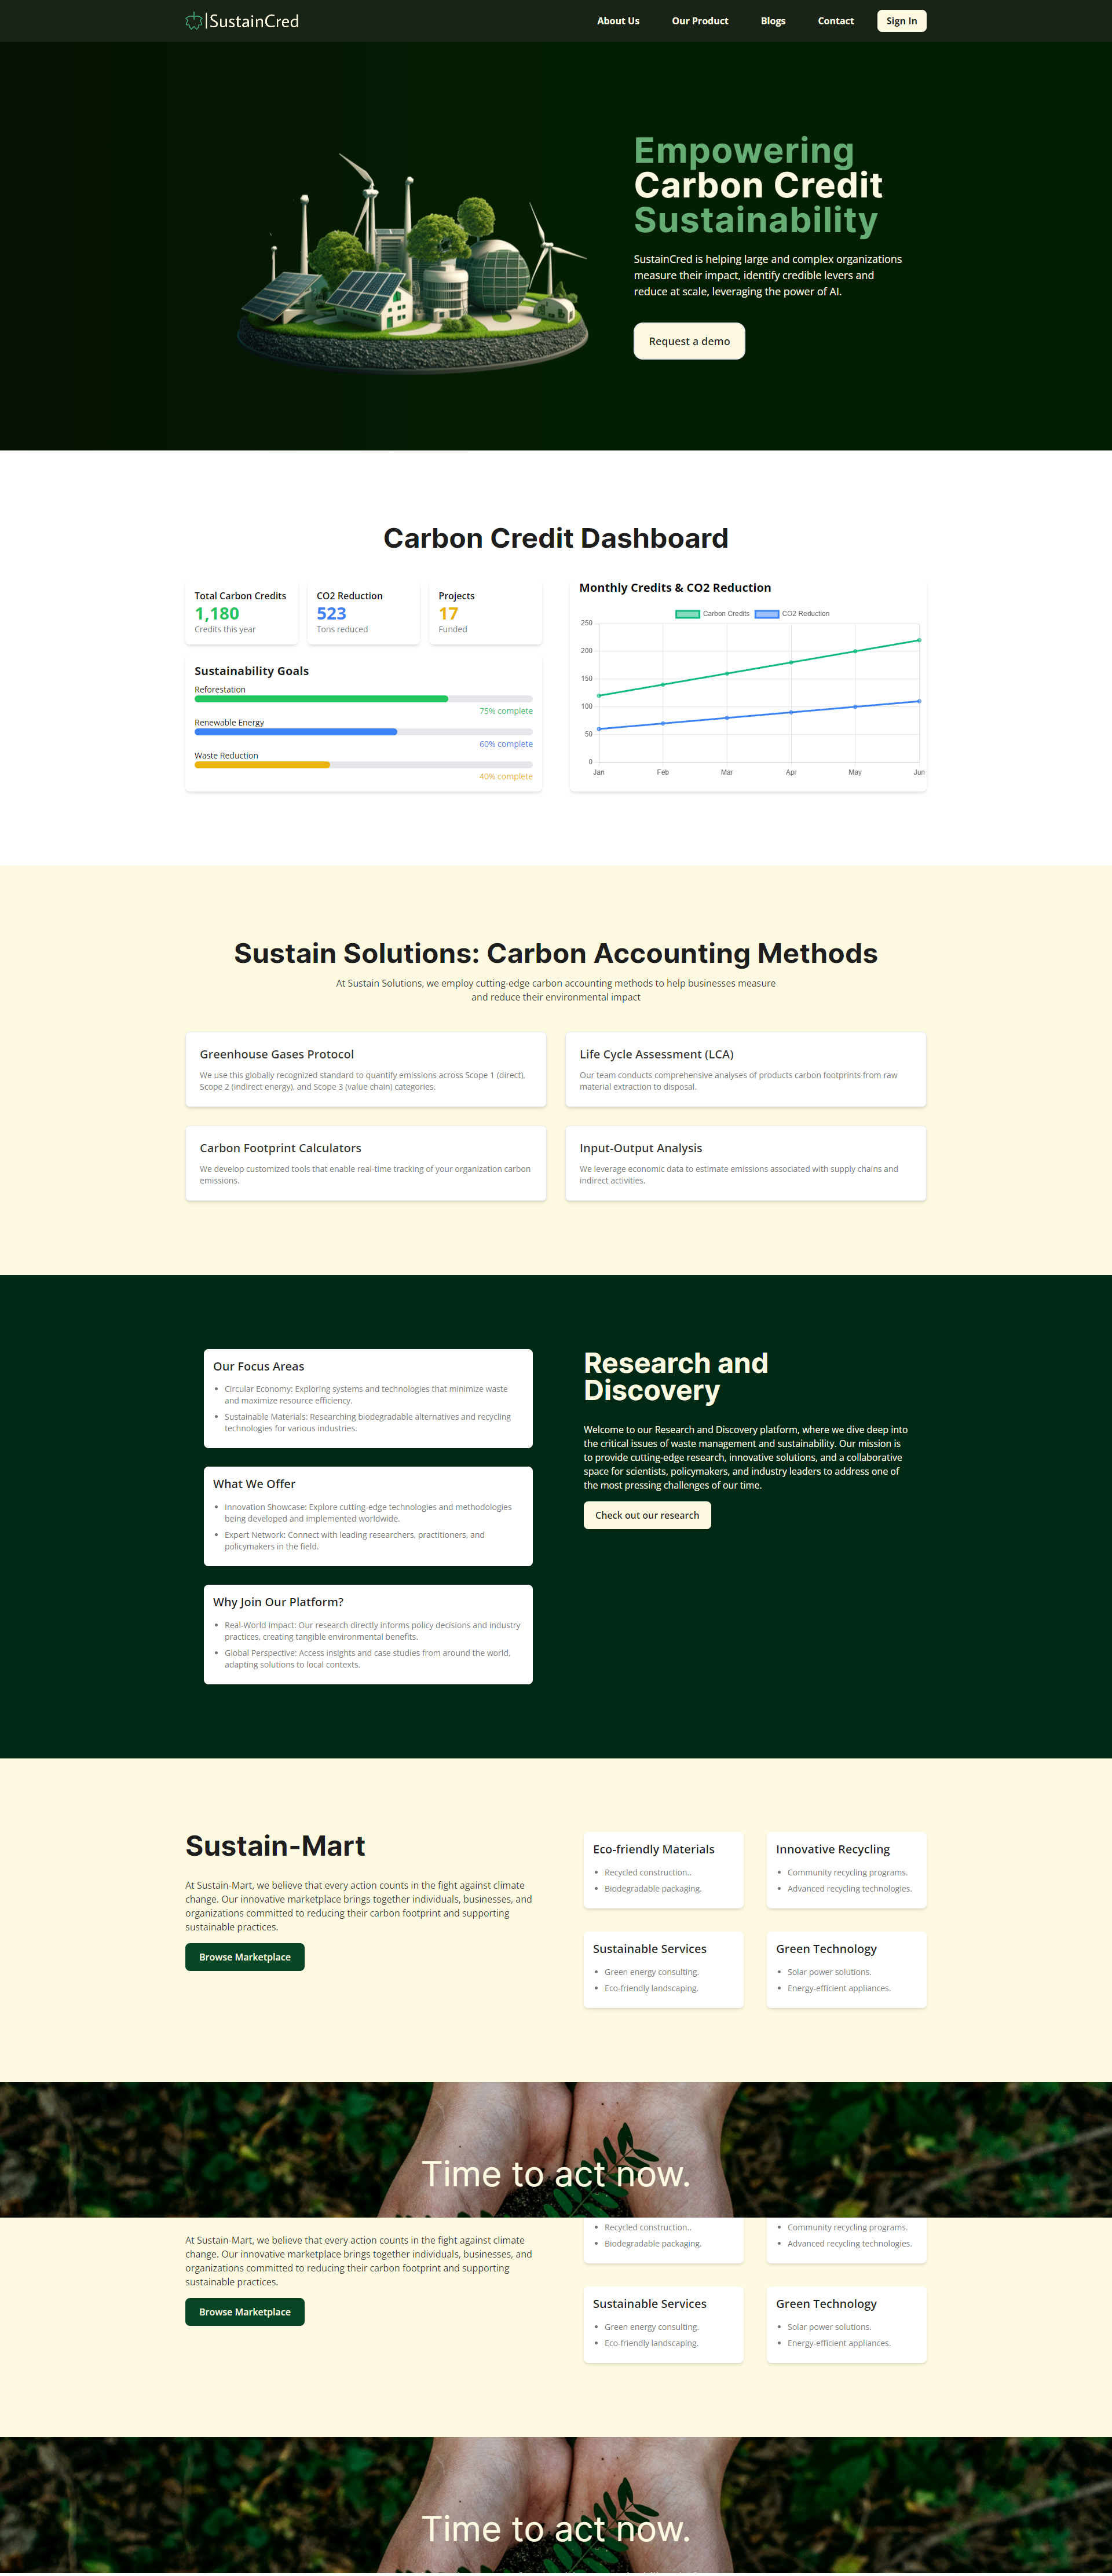 SustainCred
About Us
Our Product
Blogs
Contact
Sign In
Empowering
Carbon Credit
Sustainability
SustainCred is helping large and complex organizations
measure their impact, identify credible levers and
reduce at scale, leveraging the power of AI.
Request a demo
Carbon Credit Dashboard
Total Carbon Credits
1,180
Credits this year
CO2 Reduction
523
Tons reduced
Projects
17
Funded
Sustainability Goals
Reforestation
75% complete
Renewable Energy
60% complete
Waste Reduction
40% complete
Monthly Credits & CO2 Reduction
Carbon Credits
CO2 Reduction
250
200
150
100
50
0
Jan
Feb
Mar
Apr
May
Jun
Sustain Solutions: Carbon Accounting Methods
At Sustain Solutions, we employ cutting-edge carbon accounting methods to help businesses measure
and reduce their environmental impact
Greenhouse Gases Protocol
We use this globally recognized standard to quantify emissions across Scope 1 (direct),
Scope 2 (indirect energy), and Scope 3 (value chain) categories.
Life Cycle Assessment (LCA)
Our team conducts comprehensive analyses of products carbon footprints from raw
material extraction to disposal.
Carbon Footprint Calculators
We develop customized tools that enable real-time tracking of your organization carbon
emissions.
Input-Output Analysis
We leverage economic data to estimate emissions associated with supply chains and
indirect activities.
Our Focus Areas
Circular Economy: Exploring systems and technologies that minimize waste
and maximize resource efficiency.
Sustainable Materials: Researching biodegradable alternatives and recycling
technologies for various industries.
What We Offer
Innovation Showcase: Explore cutting-edge technologies and methodologies
being developed and implemented worldwide.
Expert Network: Connect with leading researchers, practitioners, and
policymakers in the field.
Why Join Our Platform?
Real-World Impact: Our research directly informs policy decisions and industry
practices, creating tangible environmental benefits.
Global Perspective: Access insights and case studies from around the world,
adapting solutions to local contexts.
Research and
Discovery
Welcome to our Research and Discovery platform, where we dive deep into
the critical issues of waste management and sustainability. Our mission is
to provide cutting-edge research, innovative solutions, and a collaborative
space for scientists, policymakers, and industry leaders to address one of
the most pressing challenges of our time.
Check out our research
Sustain-Mart
At Sustain-Mart, we believe that every action counts in the fight against climate
change. Our innovative marketplace brings together individuals, businesses, and
organizations committed to reducing their carbon footprint and supporting
sustainable practices.
Browse Marketplace
Eco-friendly Materials
Recycled construction..
Biodegradable packaging.
Innovative Recycling
Community recycling programs.
Advanced recycling technologies.
Sustainable Services
Green energy consulting.
Eco-friendly landscaping.
Green Technology
Solar power solutions.
Energy-efficient appliances.
Time to act now.
At Sustain-Mart, we believe that every action counts in the fight against climate
change. Our innovative marketplace brings together individuals, businesses, and
organizations committed to reducing their carbon footprint and supporting
sustainable practices.
Browse Marketplace
Recycled construction..
Biodegradable packaging.
Community recycling programs.
Advanced recycling technologies.
Sustainable Services
Green energy consulting.
Eco-friendly landscaping.
Green Technology
Solar power solutions.
Energy-efficient appliances.
Time to act now.